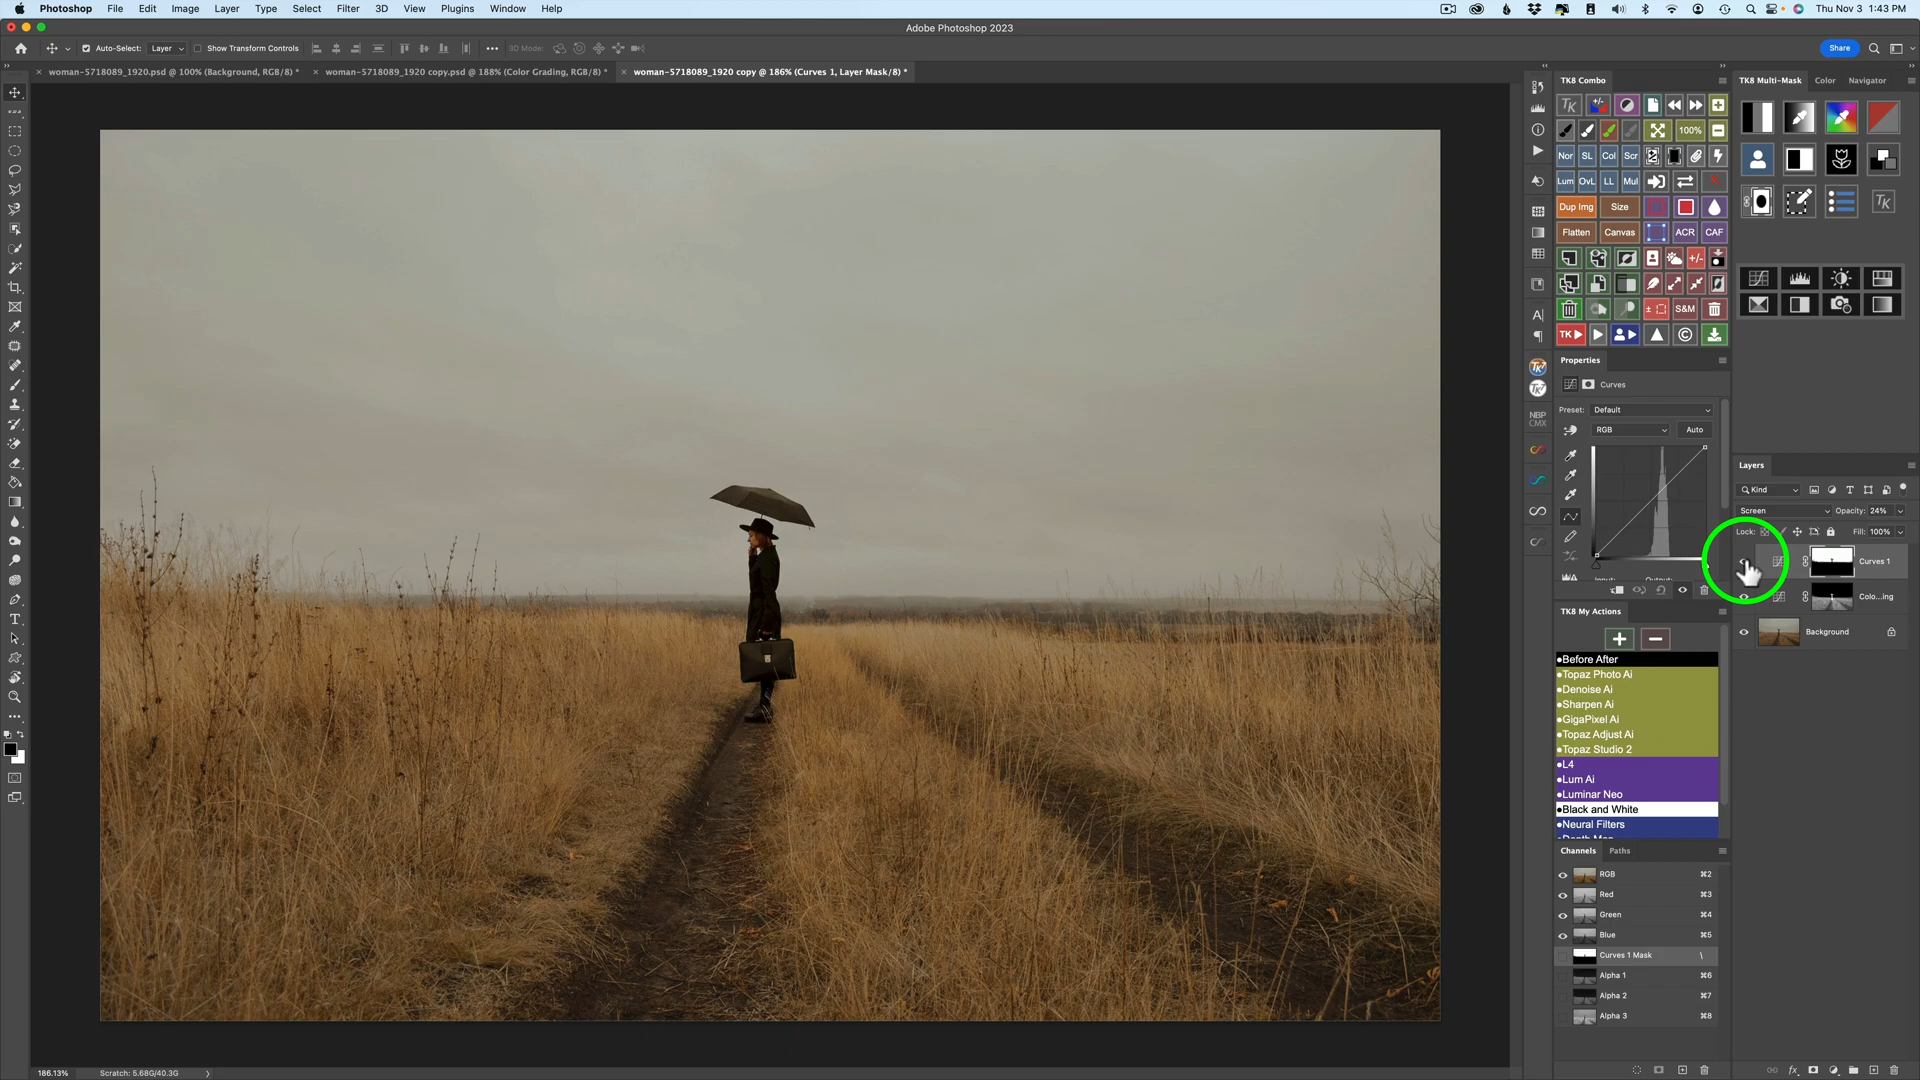 Photoshop File Edit Image Layer Type Select Filter 3D View Plugins Window Help Thu Nov 3 1:43 PM
Adobe Photoshop 2023
Auto-Select: Layer Show Transform Controls 3D Mode: Share
woman-5718089_1920.psd @ 100% (Background, RGB/8) *
woman-5718089_1920 copy.psd @ 188% (Color Grading, RGB/8) *
woman-5718089_1920 copy @ 186% (Curves 1, Layer Mask/8) *
TK8 Combo
TK
100%
Nor SL Col Scr
Lum OvL LL Mul
Dup Img Size
Flatten Canvas ACR CAF
S&M
TK
TK8 Multi-Mask Color Navigator
TK
NBP
CMX
Properties
Curves
Preset: Default
RGB Auto
TK8 My Actions
Before After
Topaz Photo Ai
Denoise Ai
Sharpen Ai
GigaPixel Ai
Topaz Adjust Ai
Topaz Studio 2
L4
Lum Ai
Luminar Neo
Black and White
Neural Filters
Channels Paths
RGB ⌘2
Red ⌘3
Green ⌘4
Blue ⌘5
Curves 1 Mask \
Alpha 1 ⌘6
Alpha 2 ⌘7
Alpha 3 ⌘8
Layers
Kind
Screen Opacity: 24%
Lock: Fill: 100%
Curves 1
Colo...ing
Background
186.13% Scratch: 5.68G/40.3G